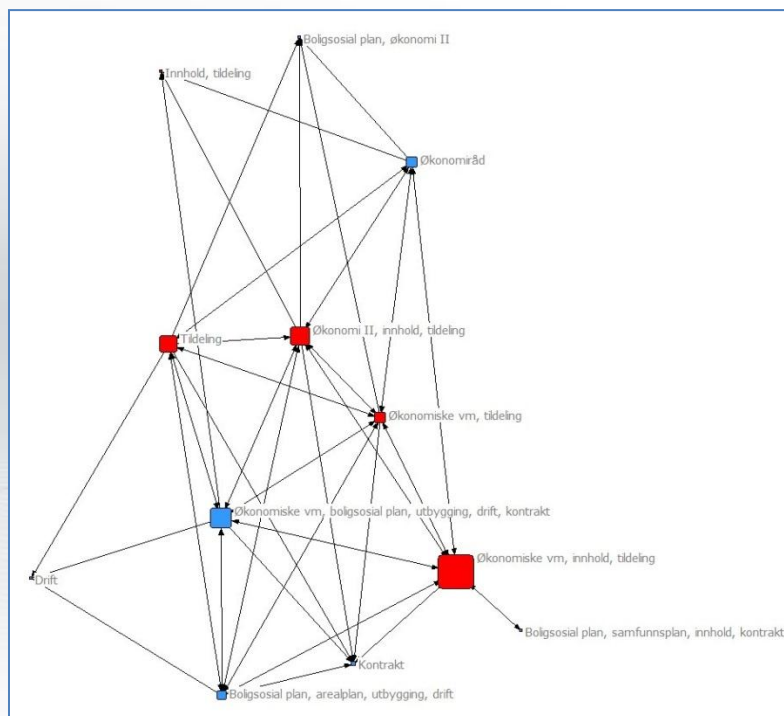 Boligsosial plan, økonomi II
Innhold, tildeling
Økonomiråd
Økonomi II, innhold, tildeling
Tildeling
Økonomiske vm, tildeling
Økonomiske vm, boligsosial plan, utbygging, drift, kontrakt
Økonomiske vm, innhold, tildeling
Drift
Boligsosial plan, samfunnsplan, innhold, kontrakt
Kontrakt
Boligsosial plan, arealplan, utbygging, drift